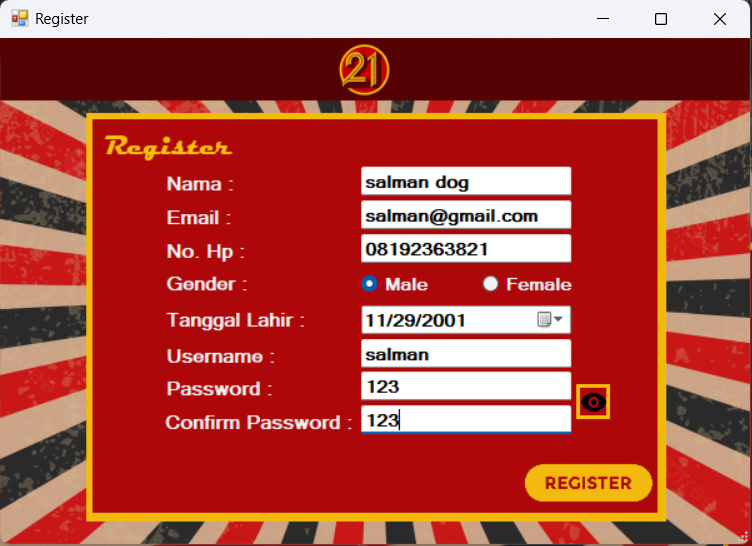 Register
21
Register
Nama : salman dog
Email : salman@gmail.com
No. Hp : 08192363821
Gender : Male Female
Tanggal Lahir : 11/29/2001
Username : salman
Password : 123
Confirm Password : 123
REGISTER